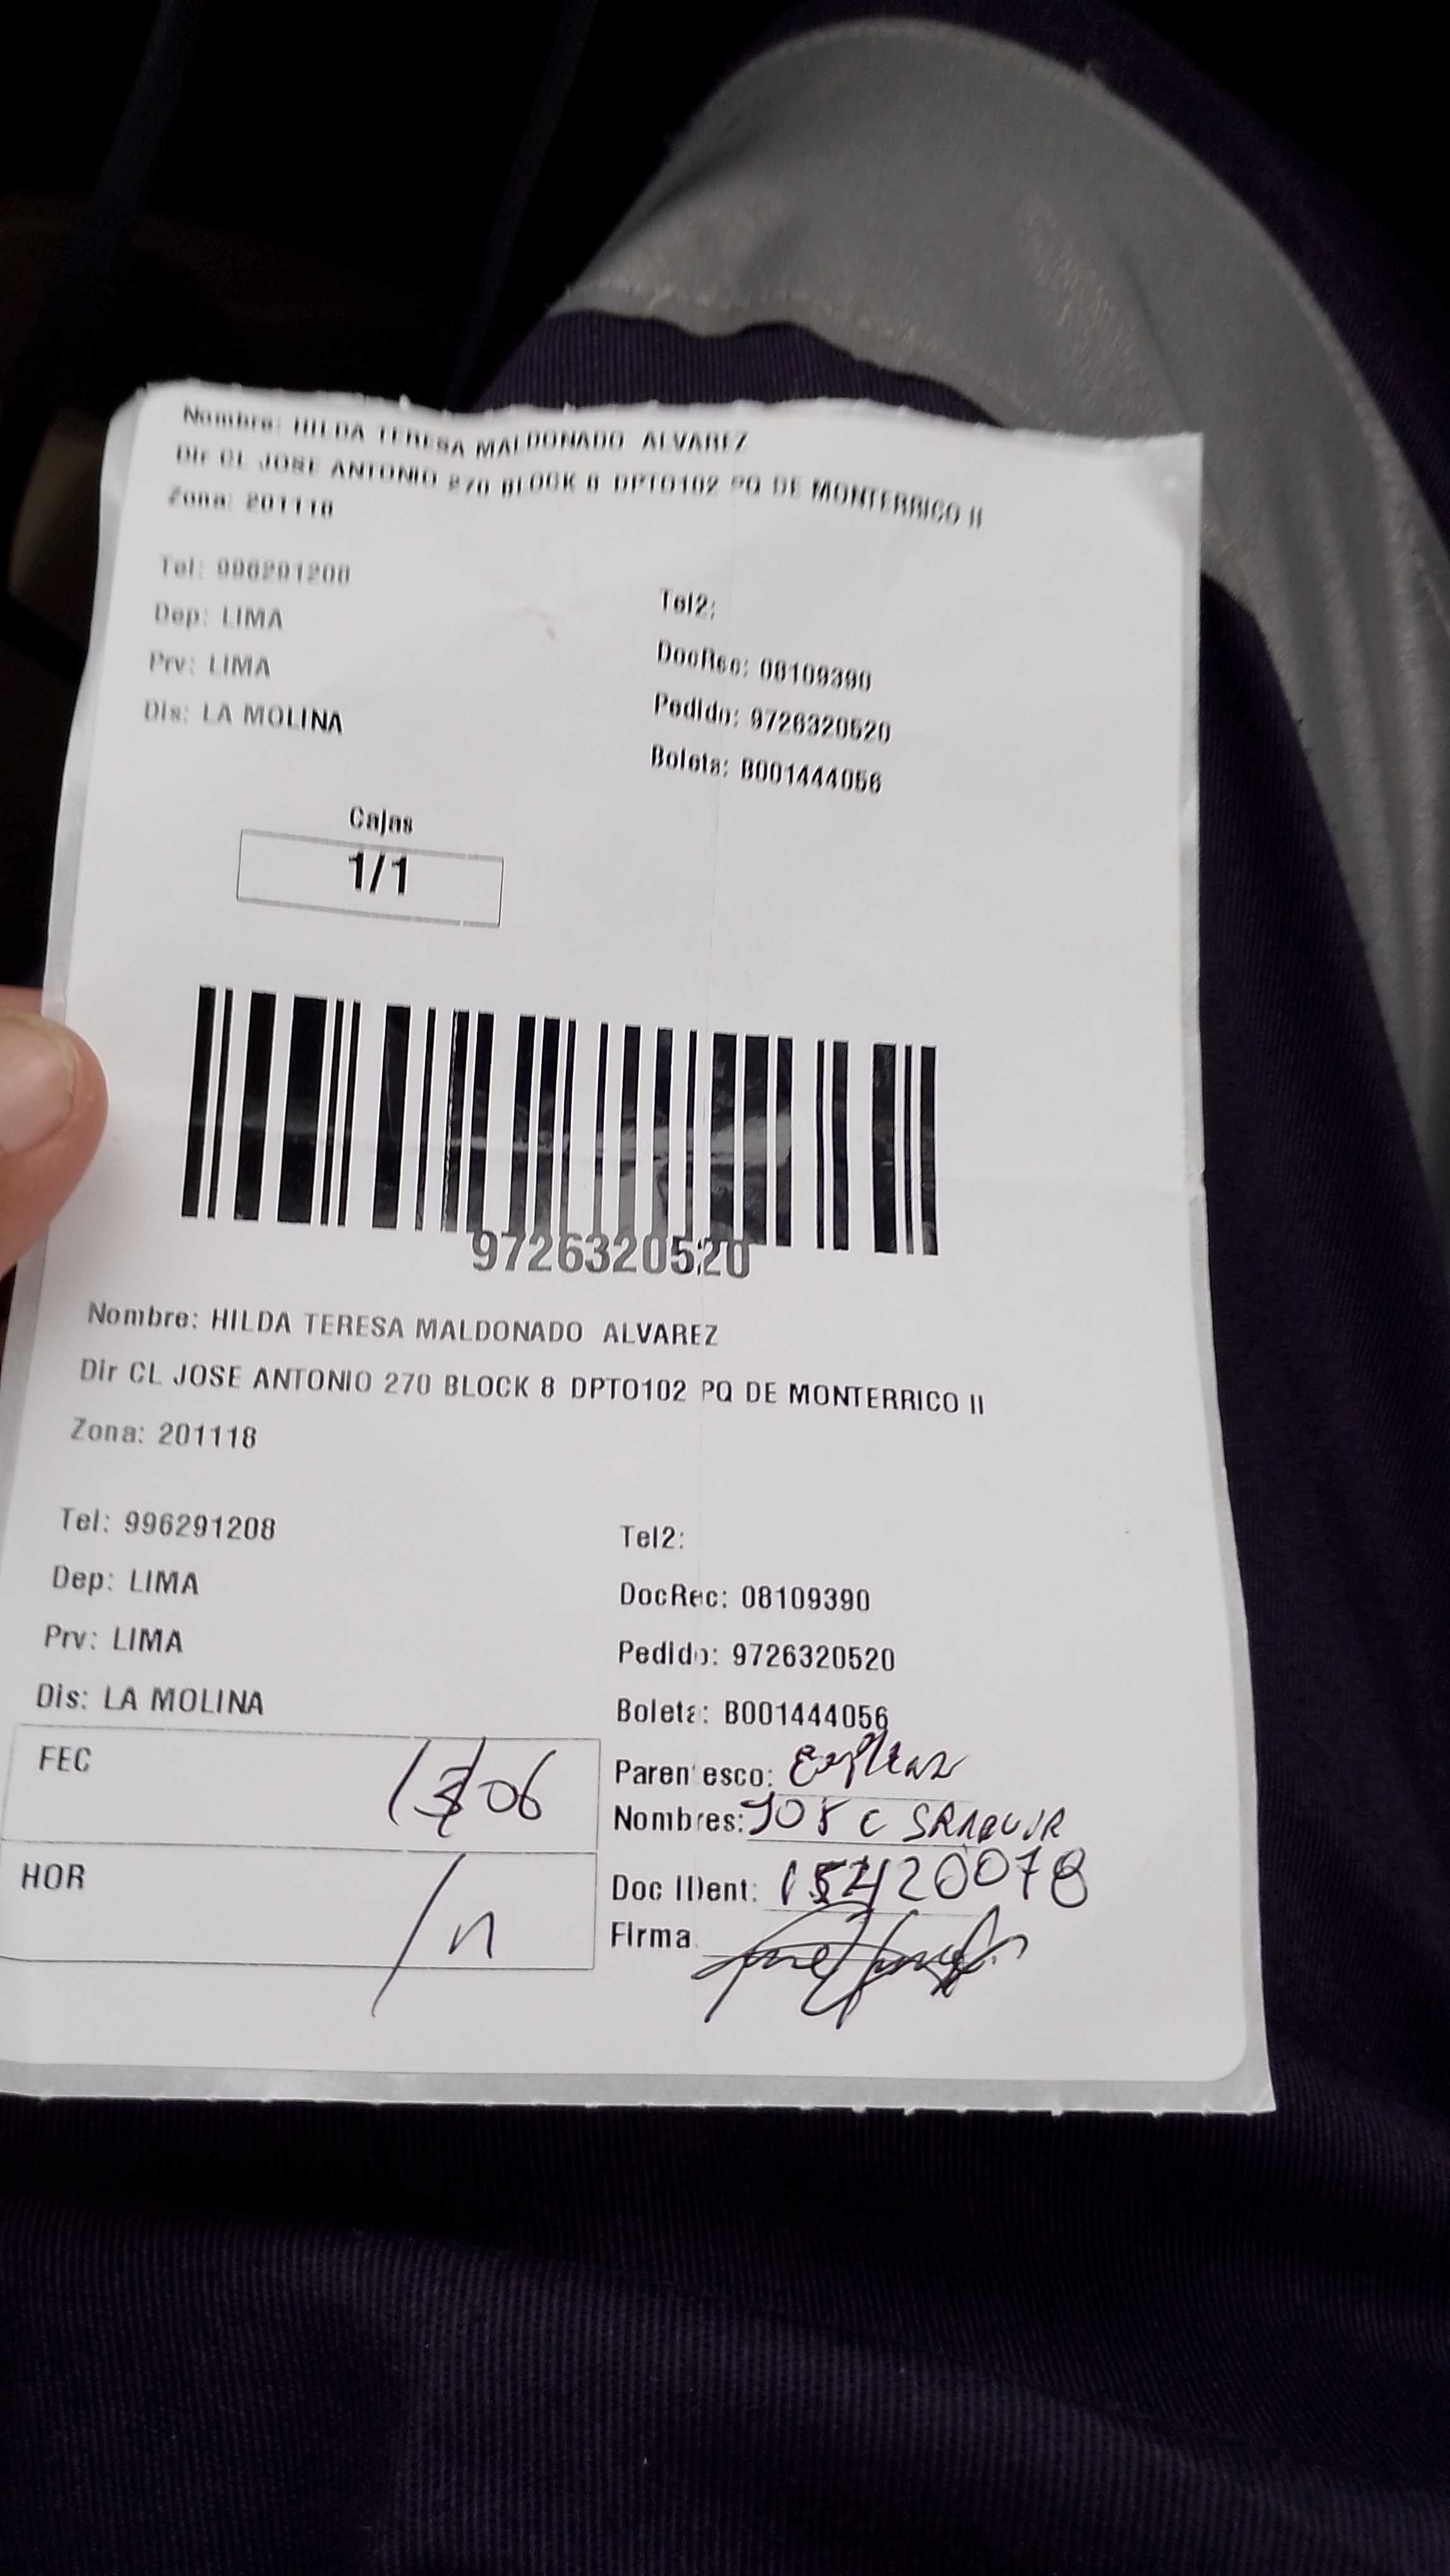 Nombre: HILDA TERESA MALDONADO ALVAREZ
Dir CL JOSE ANTONIO 270 BLOCK 8 DPTO102 PQ DE MONTERRICO II
Zona: 201118
Tel: 996291208
Tel2:
Dep: LIMA
DocRec: 08109390
Prv: LIMA
Pedido: 9726320520
Dis: LA MOLINA
Boleta: B001444056
Cajas
1/1
9726320520
Nombre: HILDA TERESA MALDONADO ALVAREZ
Dir CL JOSE ANTONIO 270 BLOCK 8 DPTO102 PQ DE MONTERRICO II
Zona: 201118
Tel: 996291208
Tel2:
Dep: LIMA
DocRec: 08109390
Prv: LIMA
Pedido: 9726320520
Dis: LA MOLINA
Boleta: B001444056
FEC
Parentesco:
Nombres: JOSE
HOR
Doc IDent: 15420078
Firma